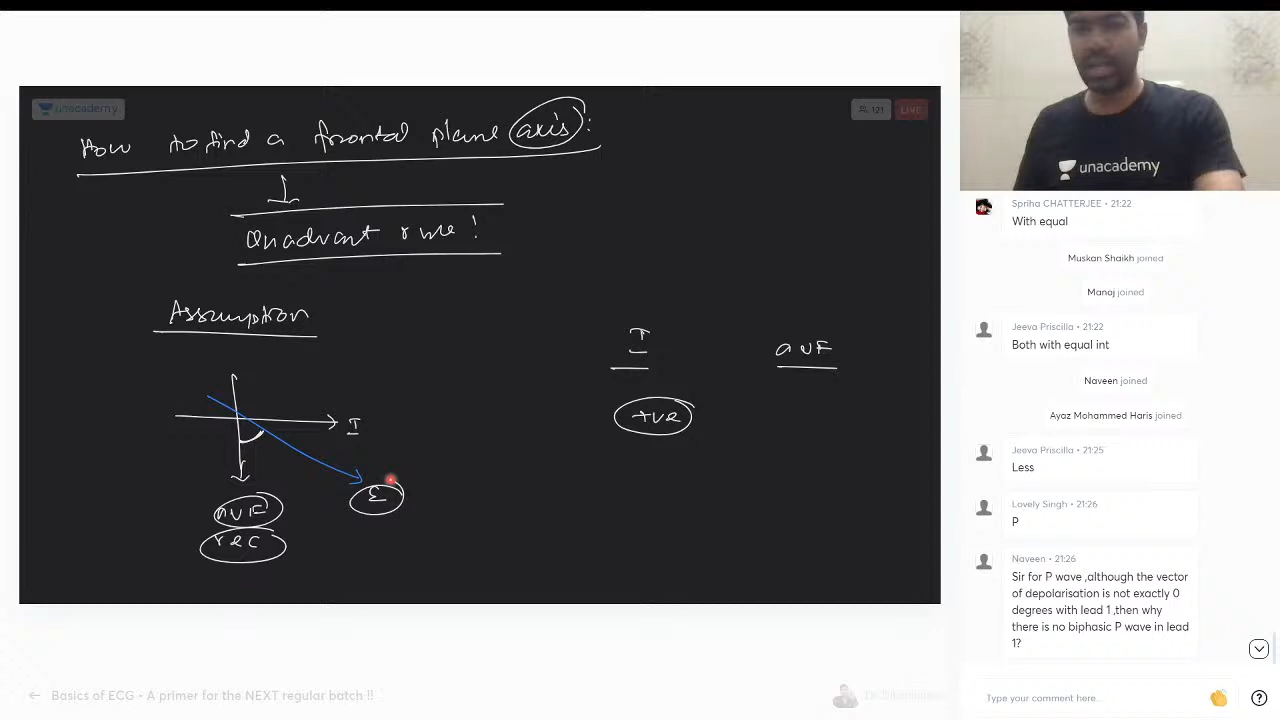 unacademy
121
LIVE
How to find a frontal plane axis:
Quadrant rule!
Assumption
I
aVF
+ve
I
aVF
Σ
rec
Basics of ECG • A primer for the NEXT regular batch !!
unacademy
Spriha CHATTERJEE • 21:22
With equal
Muskan Shaikh joined
Manoj joined
Jeeva Priscilla • 21:22
Both with equal int
Naveen joined
Ayaz Mohammed Haris joined
Jeeva Priscilla • 21:25
Less
Lovely Singh • 21:26
P
Naveen • 21:26
Sir for P wave ,although the vector
of depolarisation is not exactly 0
degrees with lead 1 ,then why
there is no biphasic P wave in lead
1?
Type your comment here..